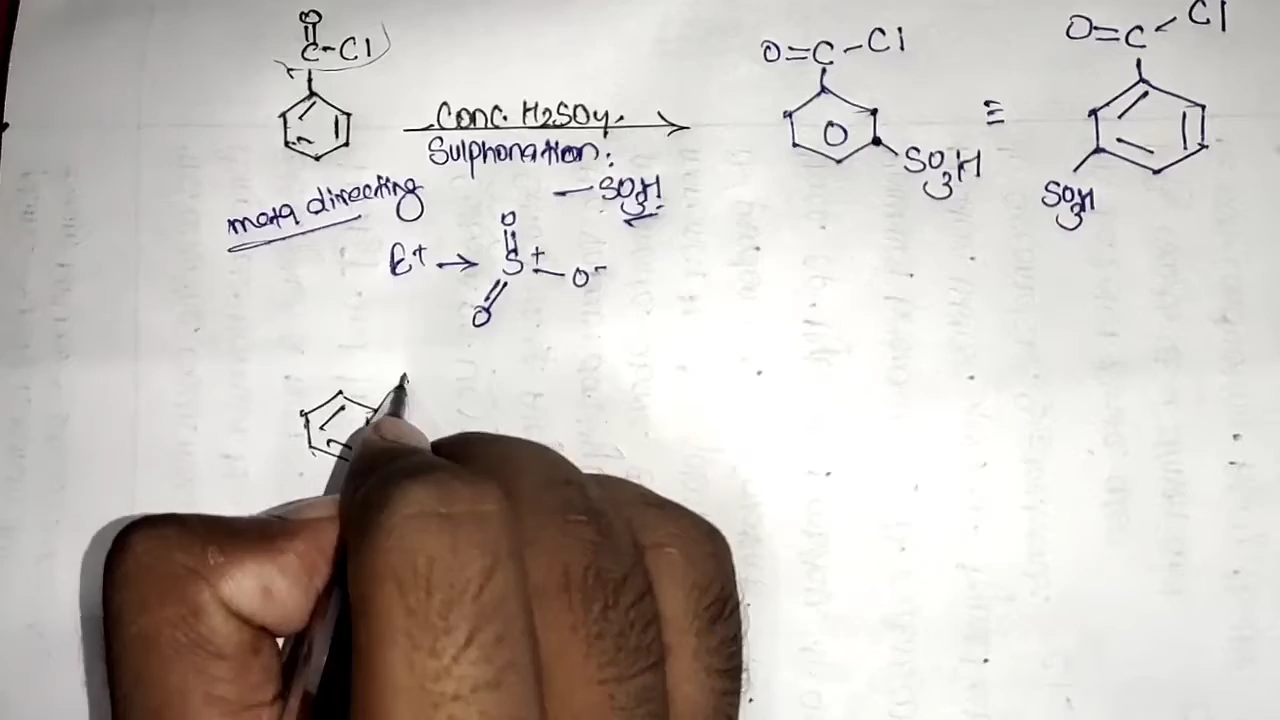 O
C-Cl
Conc. H2SO4.
Sulphonation:
meta directing
-SO3H!
E+ → S+ -O-
O
O
O=C-Cl
O
SO3H
≡
O=C-Cl
SO3H